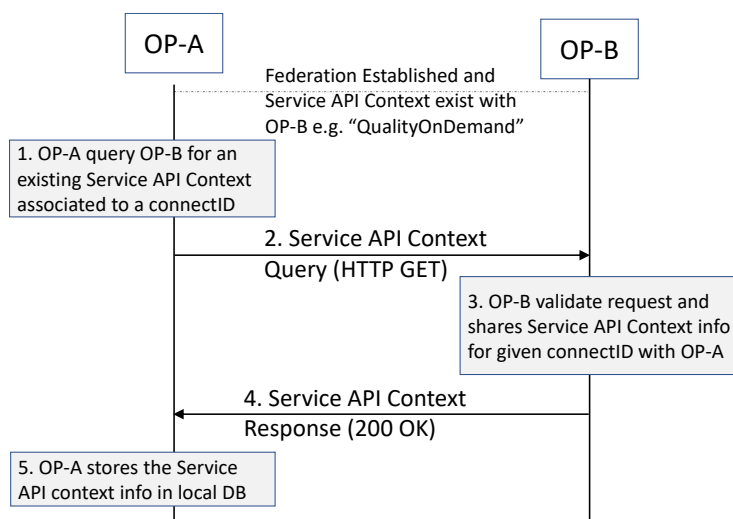 OP-A
OP-B
Federation Established and
Service API Context exist with
OP-B e.g. “QualityOnDemand”
1. OP-A query OP-B for an
existing Service API Context
associated to a connectID
2. Service API Context
Query (HTTP GET)
3. OP-B validate request and
shares Service API Context info
for given connectID with OP-A
4. Service API Context
Response (200 OK)
5. OP-A stores the Service
API context info in local DB